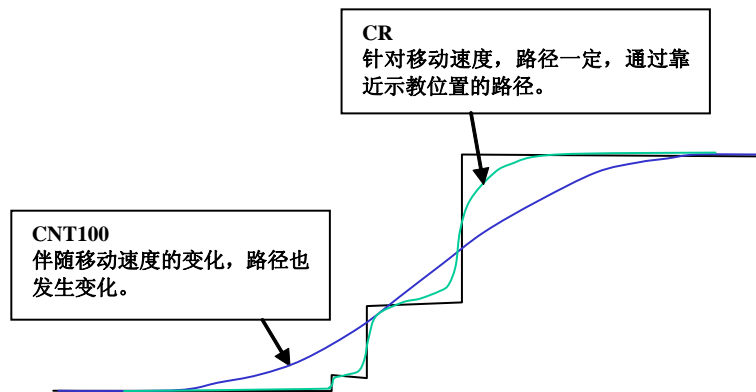 CR
针对移动速度，路径一定，通过靠
近示教位置的路径。
CNT100
伴随移动速度的变化，路径也
发生变化。